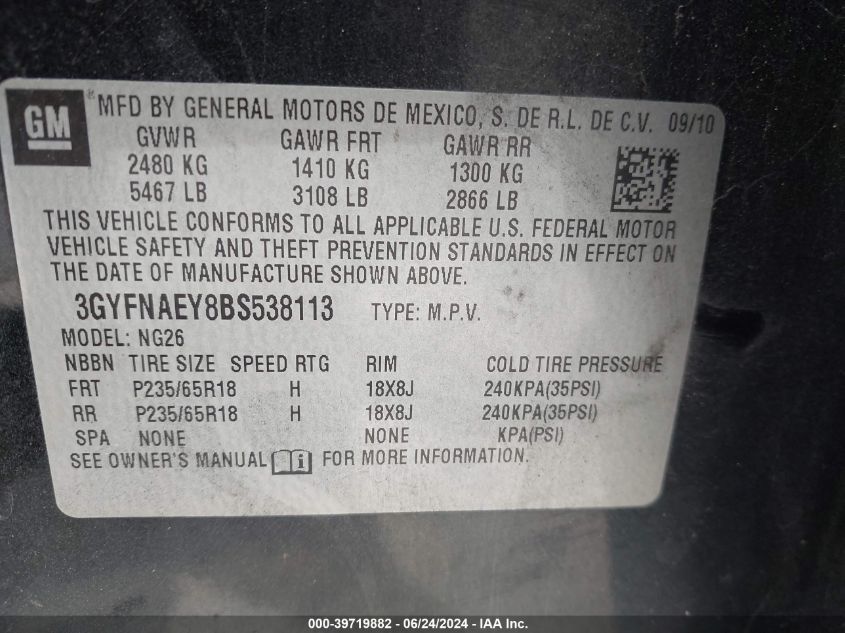 GM
® MFD BY GENERAL MOTORS DE MEXICO, S. DE R.L. DE C.V. 09/10
GVWR GAWR FRT GAWR RR
2480 KG 1410 KG 1300 KG
5467 LB 3108 LB 2866 LB
THIS VEHICLE CONFORMS TO ALL APPLICABLE U.S. FEDERAL MOTOR
VEHICLE SAFETY AND THEFT PREVENTION STANDARDS IN EFFECT ON
THE DATE OF MANUFACTURE SHOWN ABOVE.
3GYFNAEY8BS538113 TYPE: M.P.V.
MODEL: NG26
NBBN TIRE SIZE SPEED RTG RIM COLD TIRE PRESSURE
FRT P235/65R18 H 18X8J 240KPA(35PSI)
RR P235/65R18 H 18X8J 240KPA(35PSI)
SPA NONE NONE KPA(PSI)
SEE OWNER'S MANUAL i FOR MORE INFORMATION.
000-39719882 - 06/24/2024 - IAA Inc.